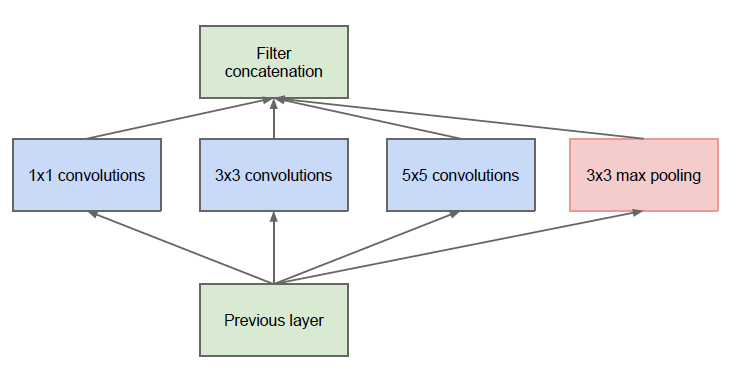 Filter
concatenation
1x1 convolutions
3x3 convolutions
5x5 convolutions
3x3 max pooling
Previous layer